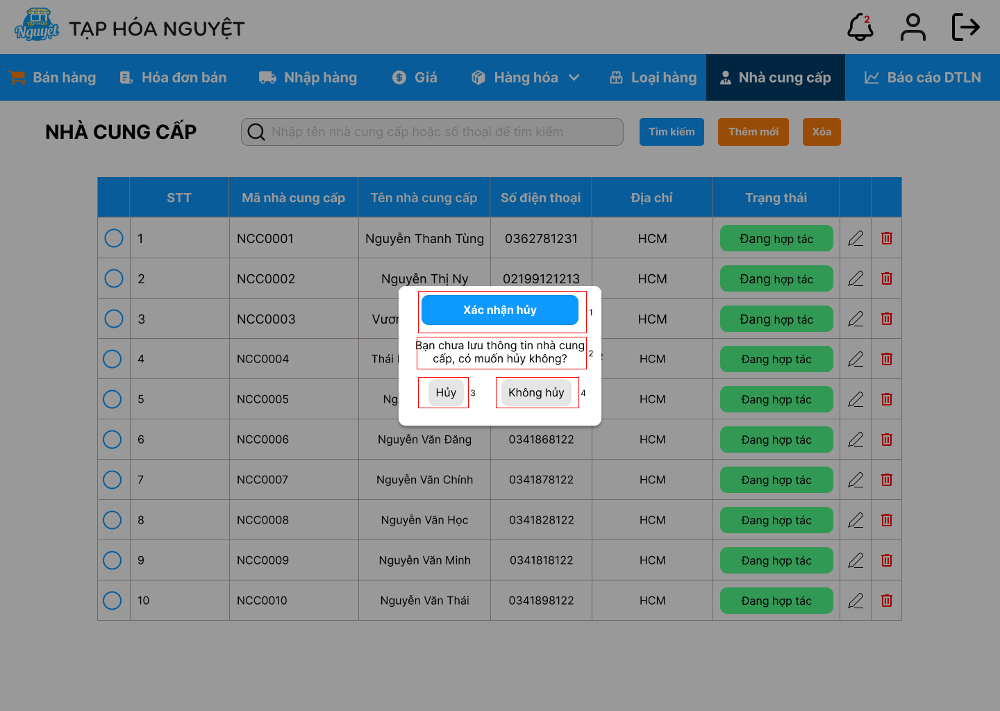 TẠP HÓA
Nguyệt
TẠP HÓA NGUYỆT
2
Bán hàng
Hóa đơn bán
Nhập hàng
Giá
Hàng hóa
Loại hàng
Nhà cung cấp
Báo cáo DTLN
NHÀ CUNG CẤP
Nhập tên nhà cung cấp hoặc số thoại để tìm kiếm
Tìm kiếm
Thêm mới
Xóa
STT Mã nhà cung cấp Tên nhà cung cấp Số điện thoại Địa chỉ Trạng thái
1 NCC0001 Nguyễn Thanh Tùng 0362781231 HCM Đang hợp tác
2 NCC0002 Nguyễn Thị Ny 02199121213 HCM Đang hợp tác
3 NCC0003 HCM Đang hợp tác
4 NCC0004 Thái HCM Đang hợp tác
5 NCC0005 HCM Đang hợp tác
6 NCC0006 Nguyễn Văn Đăng 0341868122 HCM Đang hợp tác
7 NCC0007 Nguyễn Văn Chính 0341878122 HCM Đang hợp tác
8 NCC0008 Nguyễn Văn Học 0341828122 HCM Đang hợp tác
9 NCC0009 Nguyễn Văn Minh 0341818122 HCM Đang hợp tác
10 NCC0010 Nguyễn Văn Thái 0341898122 HCM Đang hợp tác
Xác nhận hủy 1
Bạn chưa lưu thông tin nhà cung
cấp, có muốn hủy không? 2
Hủy 3
Không hủy 4